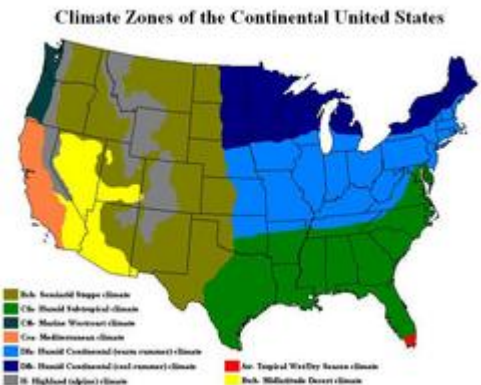 Climate Zones of the Continental United States
Bsk- Semiarid Steppe climate
Cfa- Humid Subtropical climate
Cfb- Marine Westcoast climate
Csa- Mediterranean climate
Dfa- Humid Continental (warm summer) climate
Dfb- Humid Continental (cool summer) climate
H- Highland (alpine) climate
Aw- Tropical Wet/Dry Season climate
Bwh- Midlatitude Desert climate